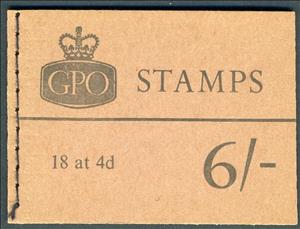 GPO STAMPS
18 at 4d 6/-